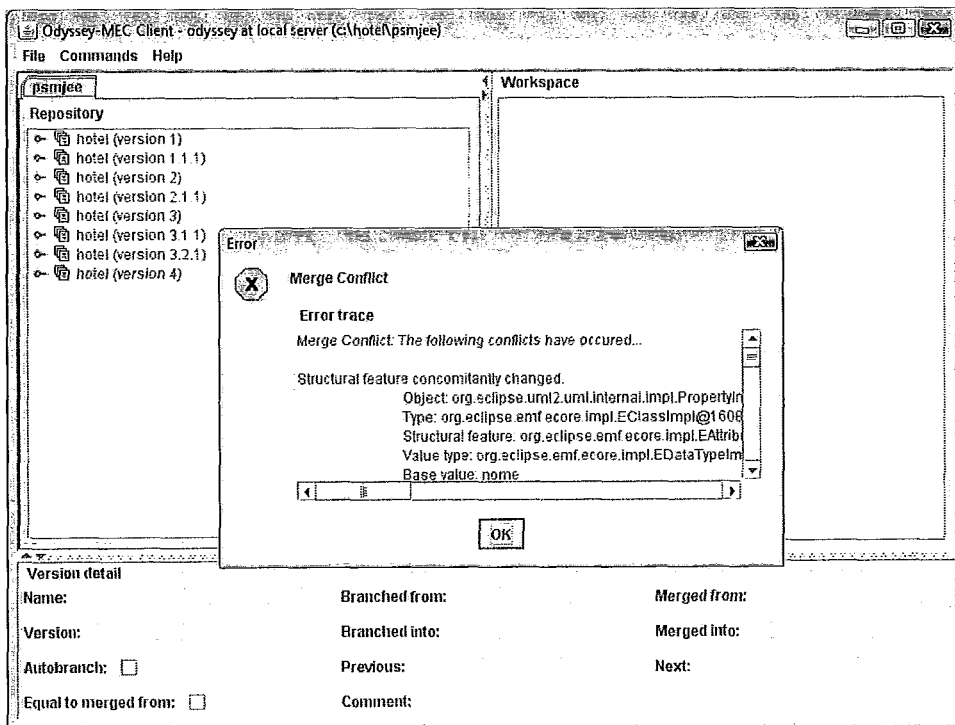 Odyssey-MEC Client - odyssey at local server (c:\hotel\psmjee)
File Commands Help
psmjee
Repository
hotel (version 1)
hotel (version 1.1.1)
hotel (version 2)
hotel (version 2.1.1)
hotel (version 3)
hotel (version 3.1.1)
hotel (version 3.2.1)
hotel (version 4)
Workspace
Error
Merge Conflict
Error trace
Merge Conflict: The following conflicts have occured...
Structural feature concomitantly changed.
Object: org.eclipse.uml2.uml.internal.impl.PropertyIm
Type: org.eclipse.emf.ecore.impl.EClassImpl@1608
Structural feature: org.eclipse.emf.ecore.impl.EAttrib
Value type: org.eclipse.emf.ecore.impl.EDataTypeIm
Base value: nome
OK
Version detail
Name: Branched from: Merged from:
Version: Branched into: Merged into:
Autobranch: Previous: Next:
Equal to merged from: Comment: